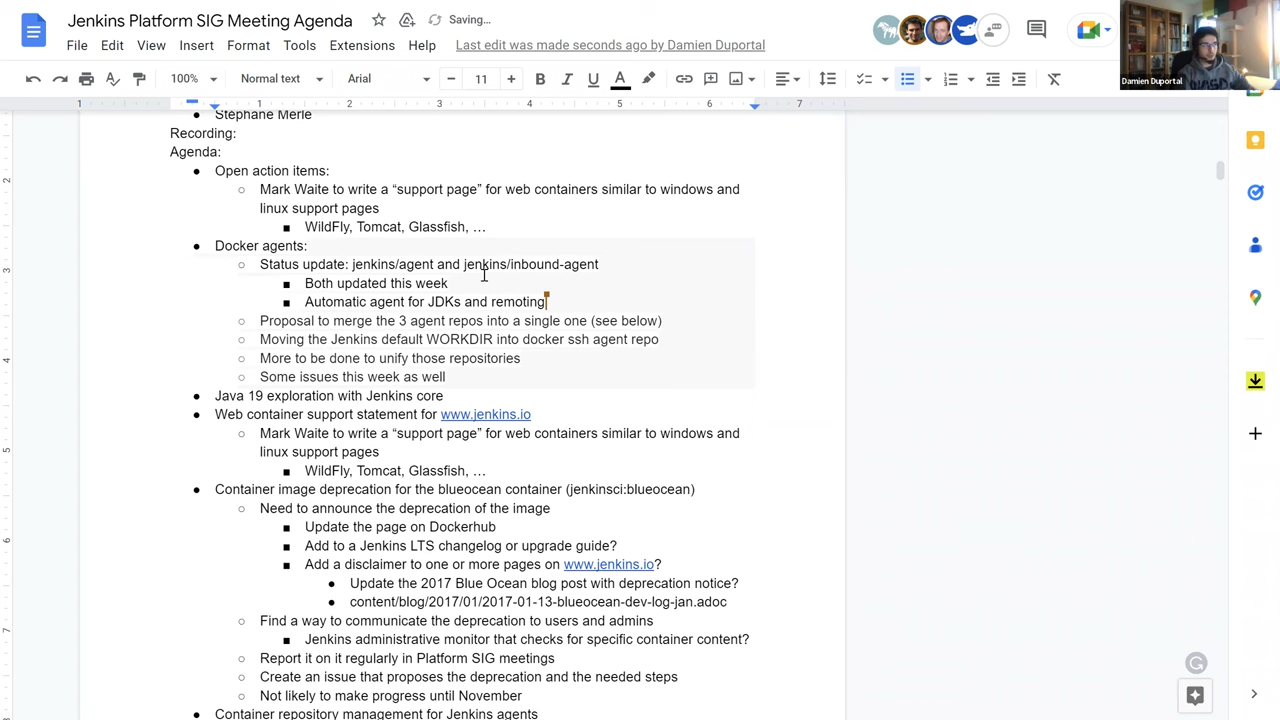 Jenkins Platform SIG Meeting Agenda
Saving...
File Edit View Insert Format Tools Extensions Help
Last edit was made seconds ago by Damien Duportal
100% Normal text Arial 11
Damien Duportal
1 1 2 3 4 5 6 7
Stephane Merle
Recording:
Agenda:
Open action items:
Mark Waite to write a “support page” for web containers similar to windows and
linux support pages
WildFly, Tomcat, Glassfish, …
Docker agents:
Status update: jenkins/agent and jenkins/inbound-agent
Both updated this week
Automatic agent for JDKs and remoting
Proposal to merge the 3 agent repos into a single one (see below)
Moving the Jenkins default WORKDIR into docker ssh agent repo
More to be done to unify those repositories
Some issues this week as well
Java 19 exploration with Jenkins core
Web container support statement for www.jenkins.io
Mark Waite to write a “support page” for web containers similar to windows and
linux support pages
WildFly, Tomcat, Glassfish, …
Container image deprecation for the blueocean container (jenkinsci:blueocean)
Need to announce the deprecation of the image
Update the page on Dockerhub
Add to a Jenkins LTS changelog or upgrade guide?
Add a disclaimer to one or more pages on www.jenkins.io?
Update the 2017 Blue Ocean blog post with deprecation notice?
content/blog/2017/01/2017-01-13-blueocean-dev-log-jan.adoc
Find a way to communicate the deprecation to users and admins
Jenkins administrative monitor that checks for specific container content?
Report it on it regularly in Platform SIG meetings
Create an issue that proposes the deprecation and the needed steps
Not likely to make progress until November
Container repository management for Jenkins agents